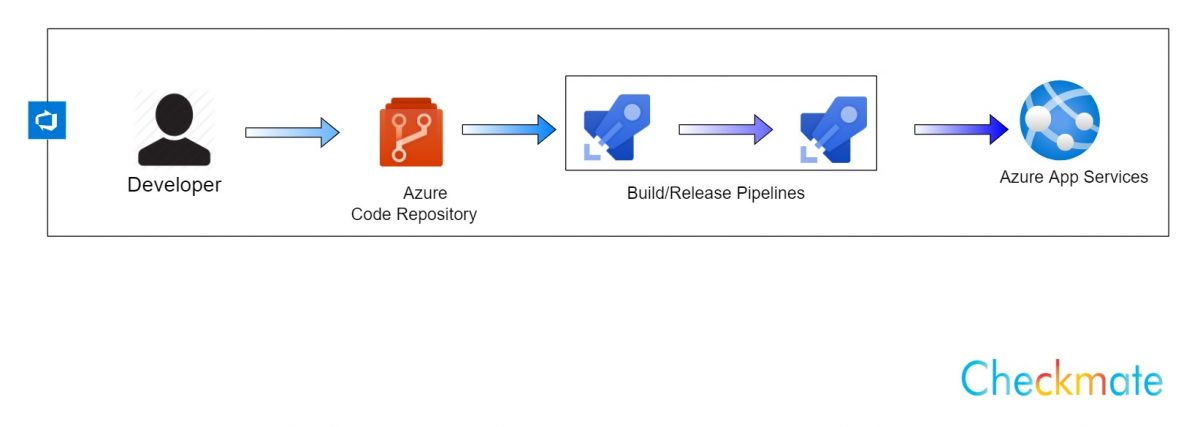 Developer
Azure
Code Repository
Build/Release Pipelines
Azure App Services
Checkmate